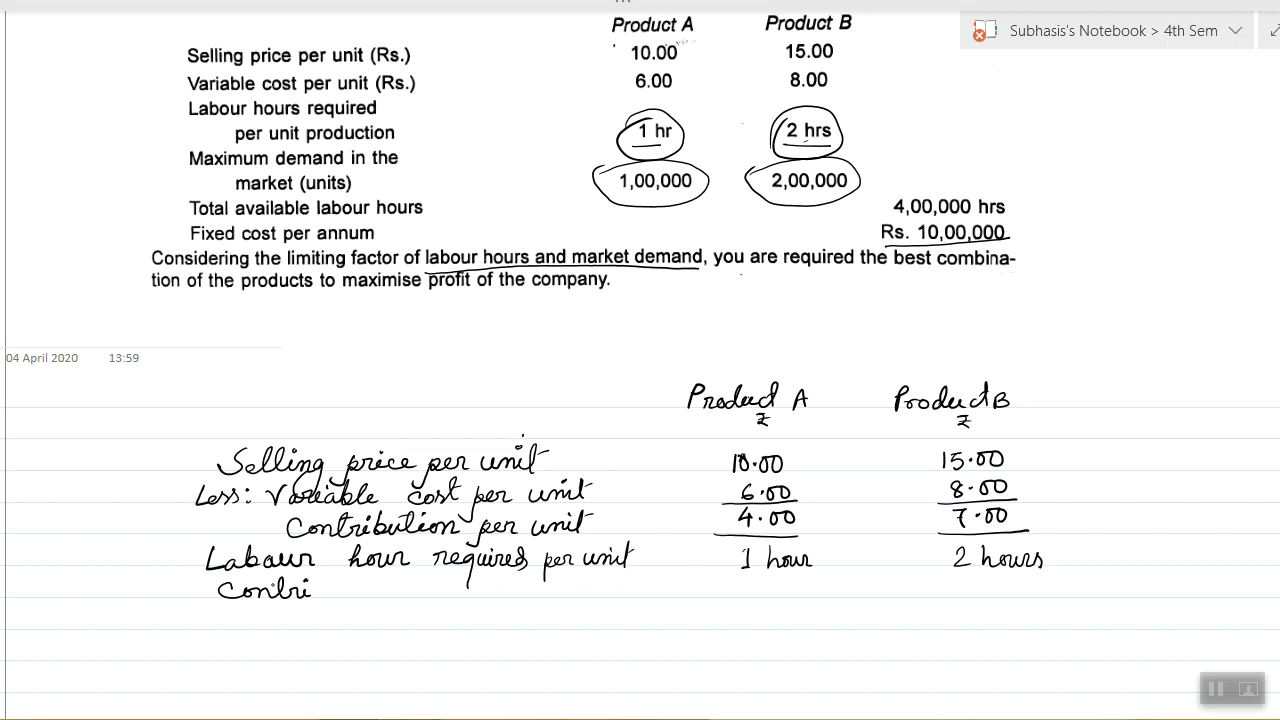 Product A Product B
Subhasis's Notebook > 4th Sem
Selling price per unit (Rs.) 10.00 15.00
Variable cost per unit (Rs.) 6.00 8.00
Labour hours required
per unit production 1 hr 2 hrs
Maximum demand in the
market (units) 1,00,000 2,00,000
Total available labour hours 4,00,000 hrs
Fixed cost per annum Rs. 10,00,000
Considering the limiting factor of labour hours and market demand, you are required the best combina-
tion of the products to maximise profit of the company.
04 April 2020 13:59
Product A Product B
₹ ₹
Selling price per unit 10.00 15.00
Less: Variable cost per unit 6.00 8.00
Contribution per unit 4.00 7.00
Labour hour requires per unit 1 hour 2 hours
Contri